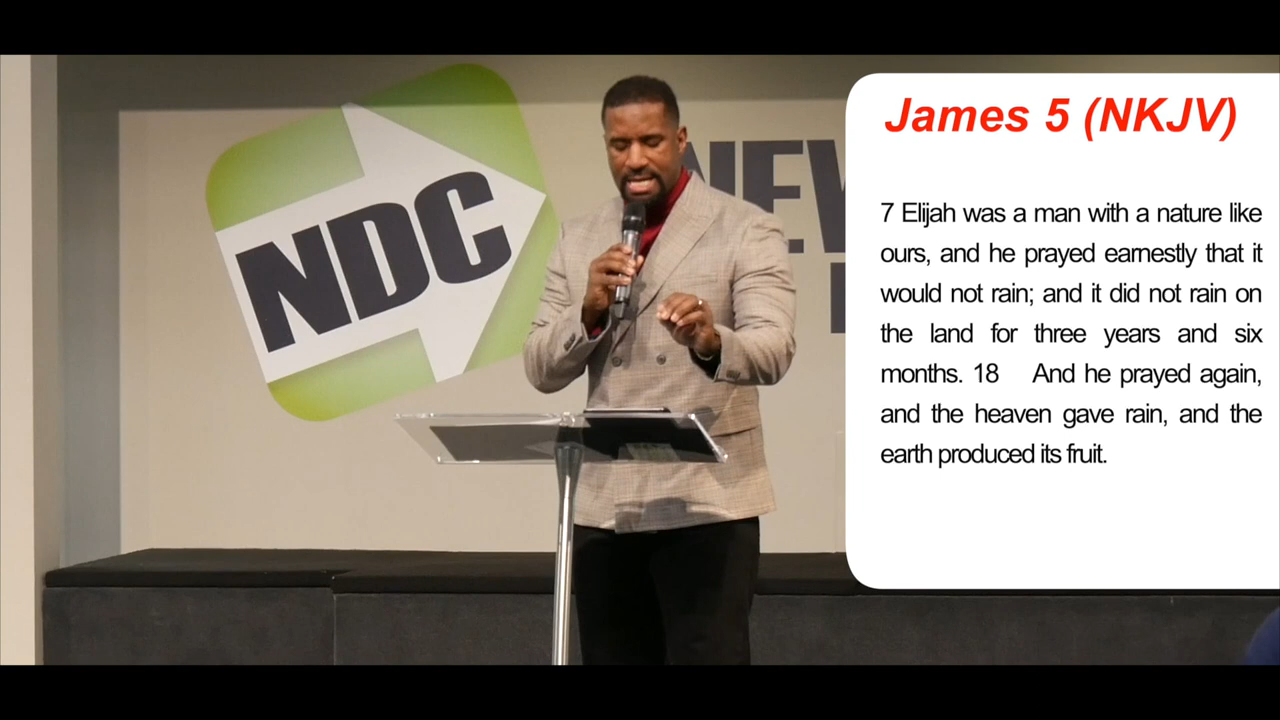 NDC
NEW
James 5 (NKJV)
7 Elijah was a man with a nature like
ours, and he prayed earnestly that it
would not rain; and it did not rain on
the land for three years and six
months. 18 And he prayed again,
and the heaven gave rain, and the
earth produced its fruit.